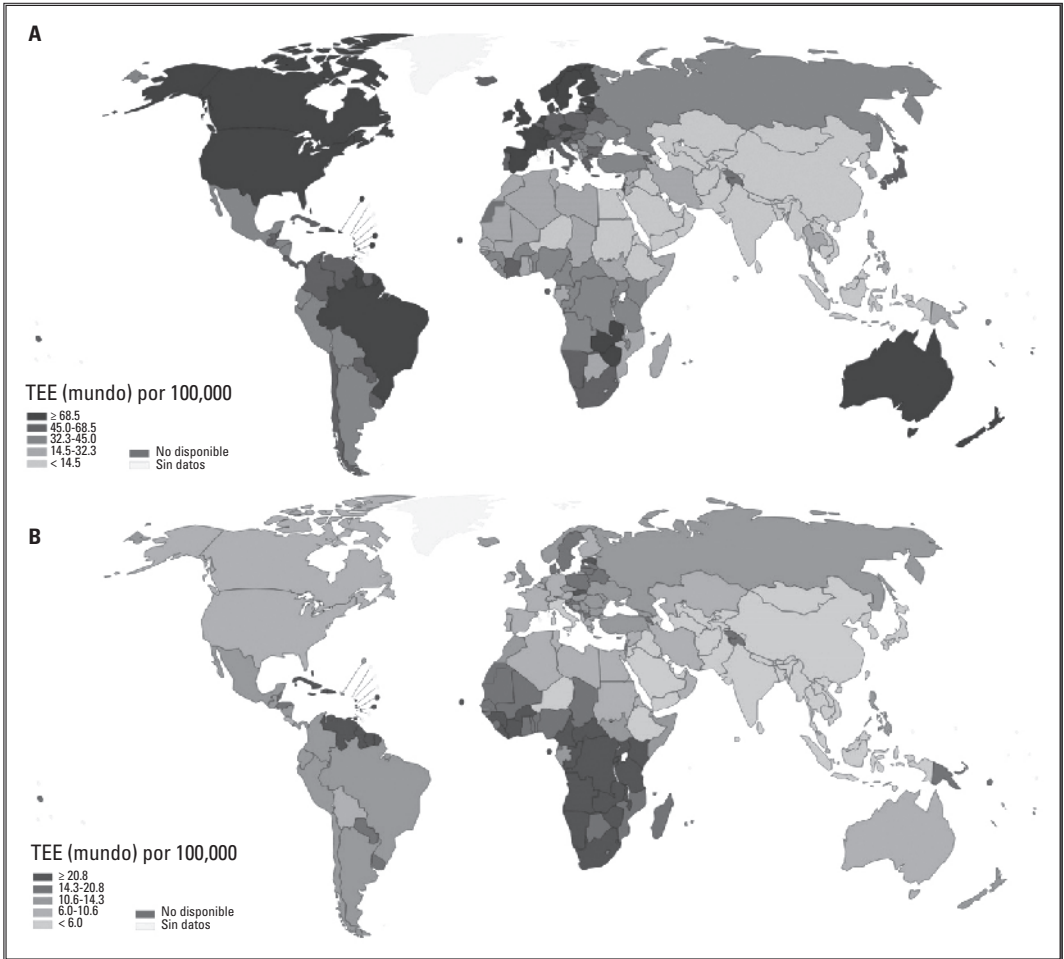 A
TEE (mundo) por 100,000
≥ 68.5
45.0-68.5
32.3-45.0
14.5-32.3
< 14.5
No disponible
Sin datos
B
TEE (mundo) por 100,000
≥ 20.8
14.3-20.8
10.6-14.3
6.0-10.6
< 6.0
No disponible
Sin datos